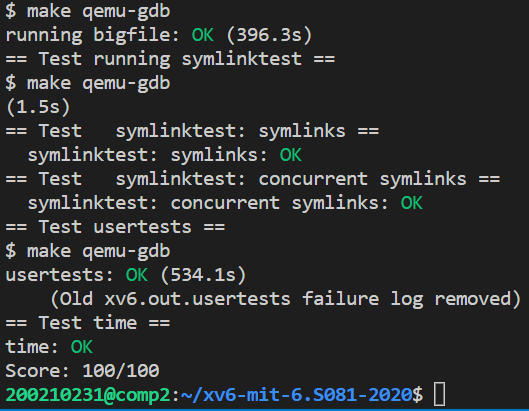 $ make qemu-gdb
running bigfile: OK (396.3s)
== Test running symlinktest ==
$ make qemu-gdb
(1.5s)
== Test   symlinktest: symlinks ==
  symlinktest: symlinks: OK
== Test   symlinktest: concurrent symlinks ==
  symlinktest: concurrent symlinks: OK
== Test usertests ==
$ make qemu-gdb
usertests: OK (534.1s)
    (Old xv6.out.usertests failure log removed)
== Test time ==
time: OK
Score: 100/100
200210231@comp2:~/xv6-mit-6.S081-2020$